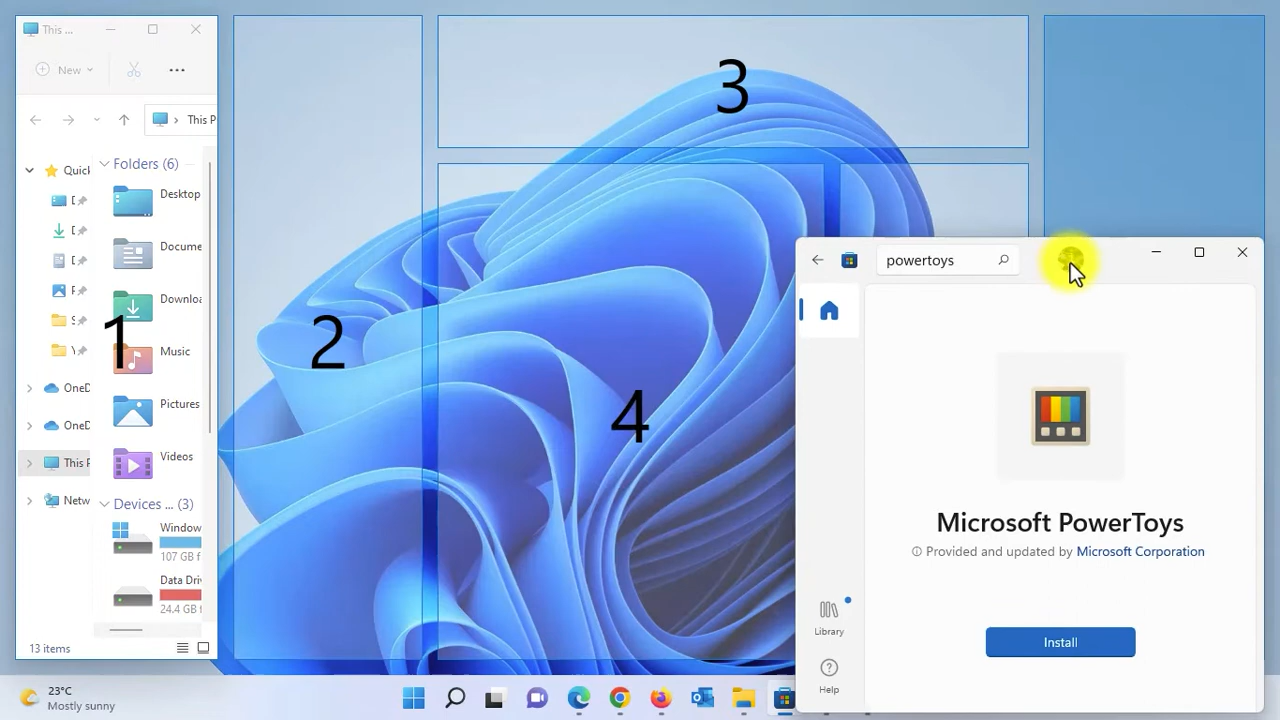 This ...
New
This P
Quick
Folders (6)
Desktop
Docume
Downloa
Music
Pictures
Videos
OneD
OneD
This P
Netw
Devices ... (3)
Window
107 GB f
Data Dri
24.4 GB f
13 items
1
2
3
4
powertoys
Microsoft PowerToys
Provided and updated by Microsoft Corporation
Install
Library
Help
23°C
Mostly sunny